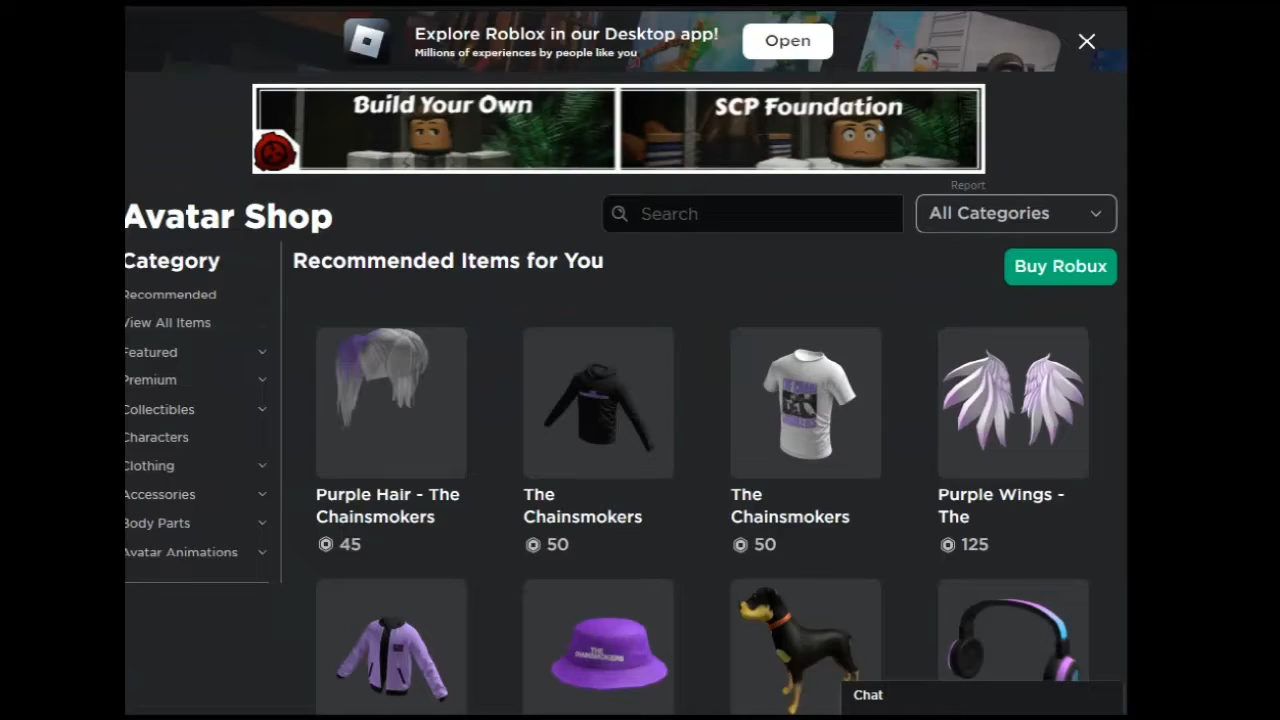 Explore Roblox in our Desktop app!
Millions of experiences by people like you
Open
Build Your Own
SCP Foundation
Report
Avatar Shop
Search
All Categories
Category
Recommended Items for You
Buy Robux
Recommended
View All Items
Featured
Premium
Collectibles
Characters
Clothing
Accessories
Body Parts
Avatar Animations
Purple Hair - The
Chainsmokers
45
The
Chainsmokers
50
The
Chainsmokers
50
Purple Wings -
The
125
THE
CHAINSMOKERS
Chat